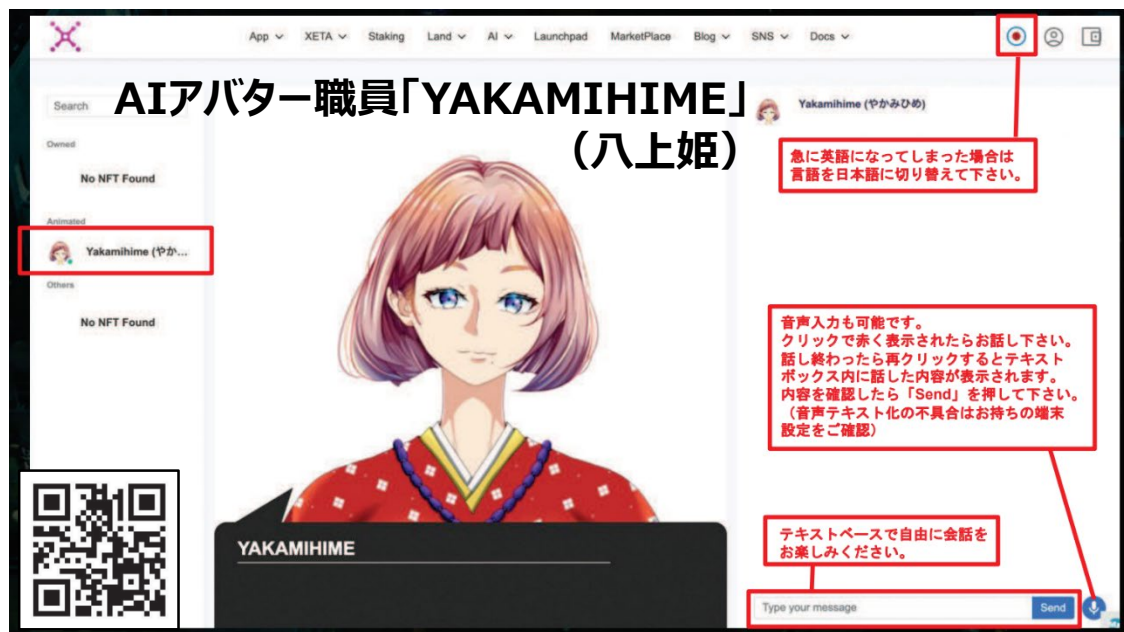 App XETA Staking Land AI Launchpad MarketPlace Blog SNS Docs
AIアバター職員「YAKAMIHIME」
（八上姫）
Search
Owned
No NFT Found
Animated
Yakamihime (やか...
Others
No NFT Found
Yakamihime (やかみひめ)
急に英語になってしまった場合は
言語を日本語に切り替えて下さい。
音声入力も可能です。
クリックで赤く表示されたらお話し下さい。
話し終わったら再クリックするとテキスト
ボックス内に話した内容が表示されます。
内容を確認したら「Send」を押して下さい。
（音声テキスト化の不具合はお持ちの端末
設定をご確認）
YAKAMIHIME
テキストベースで自由に会話を
お楽しみください。
Type your message
Send